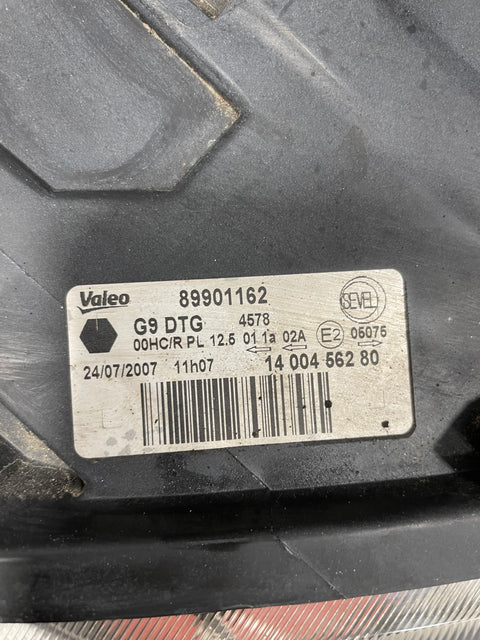 Valeo 89901162 SEVEL
G9 DTG 4578
00HC/R PL 12.5 01 1a 02A E2 05075
24/07/2007 11h07 14 004 562 80